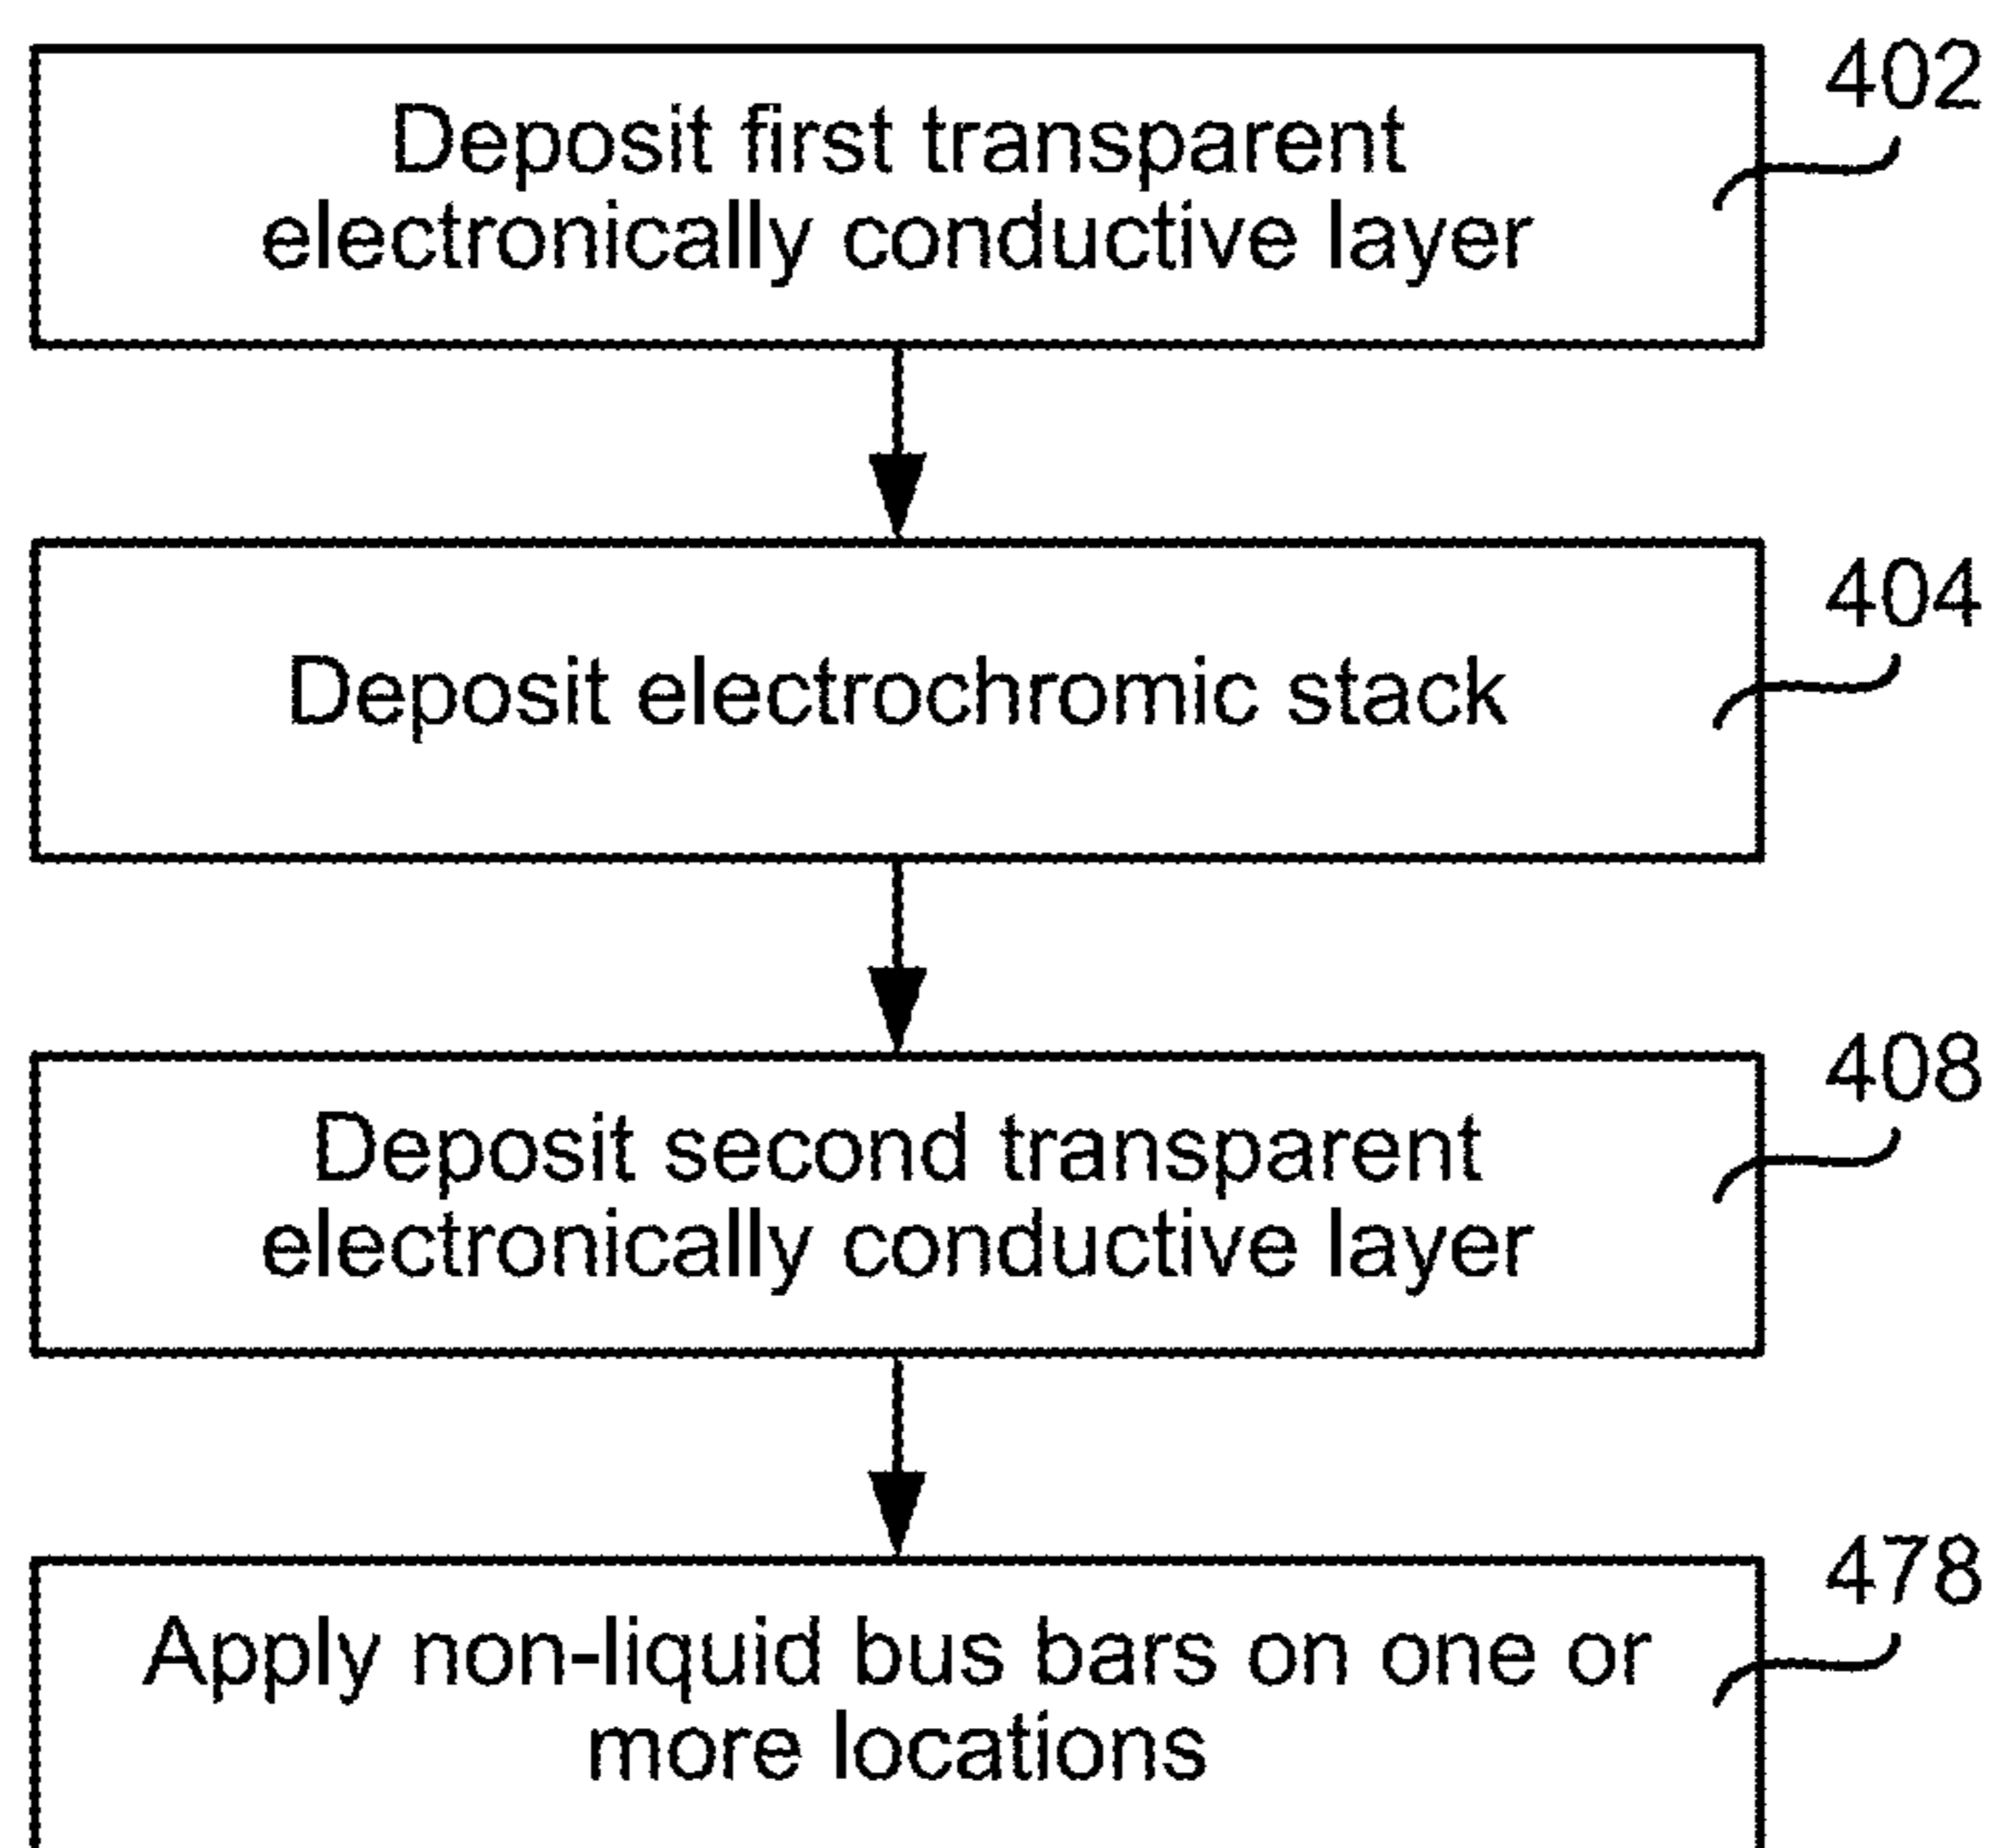 402
Deposit first transparent
electronically conductive layer
404
Deposit electrochromic stack
408
Deposit second transparent
electronically conductive layer
478
Apply non-liquid bus bars on one or
more locations